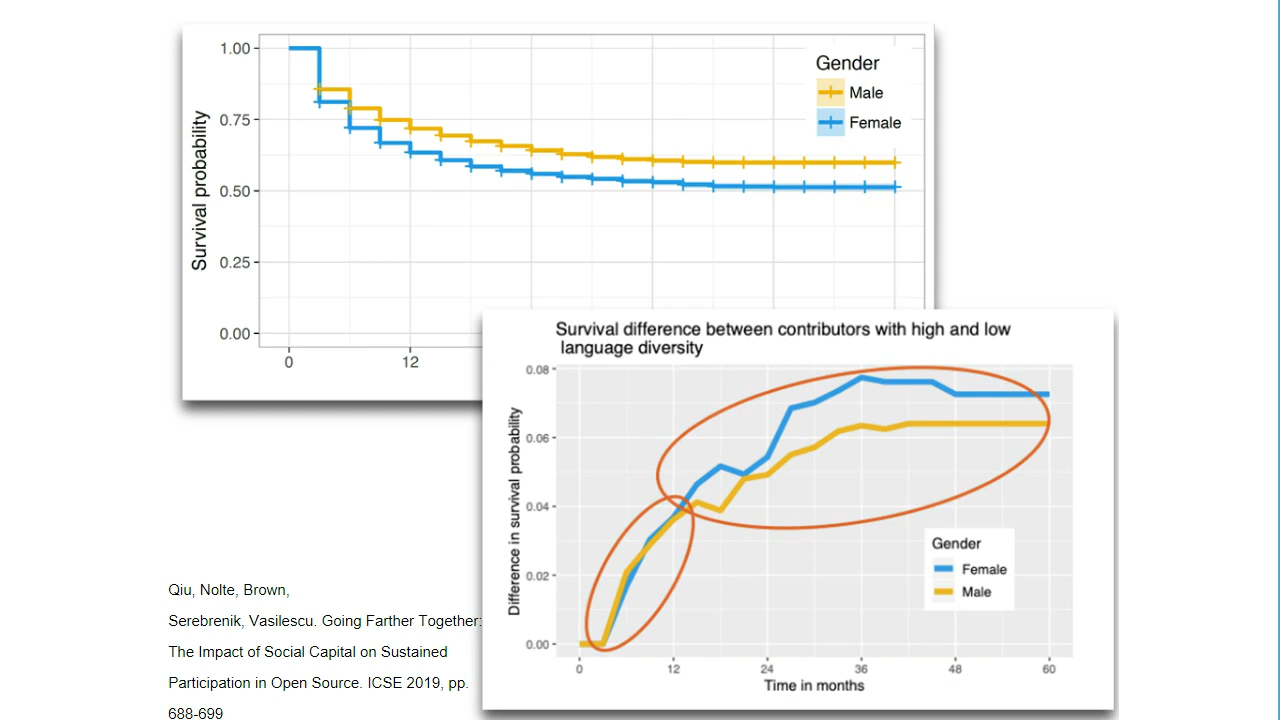 1.00
0.75
0.50
0.25
0.00
Survival probability
0
12
Gender
Male
Female
Survival difference between contributors with high and low
language diversity
0.08
0.06
0.04
0.02
0.00
Difference in survival probability
0
12
24
36
48
60
Time in months
Gender
Female
Male
Qiu, Nolte, Brown,
Serebrenik, Vasilescu. Going Farther Together:
The Impact of Social Capital on Sustained
Participation in Open Source. ICSE 2019, pp.
688-699